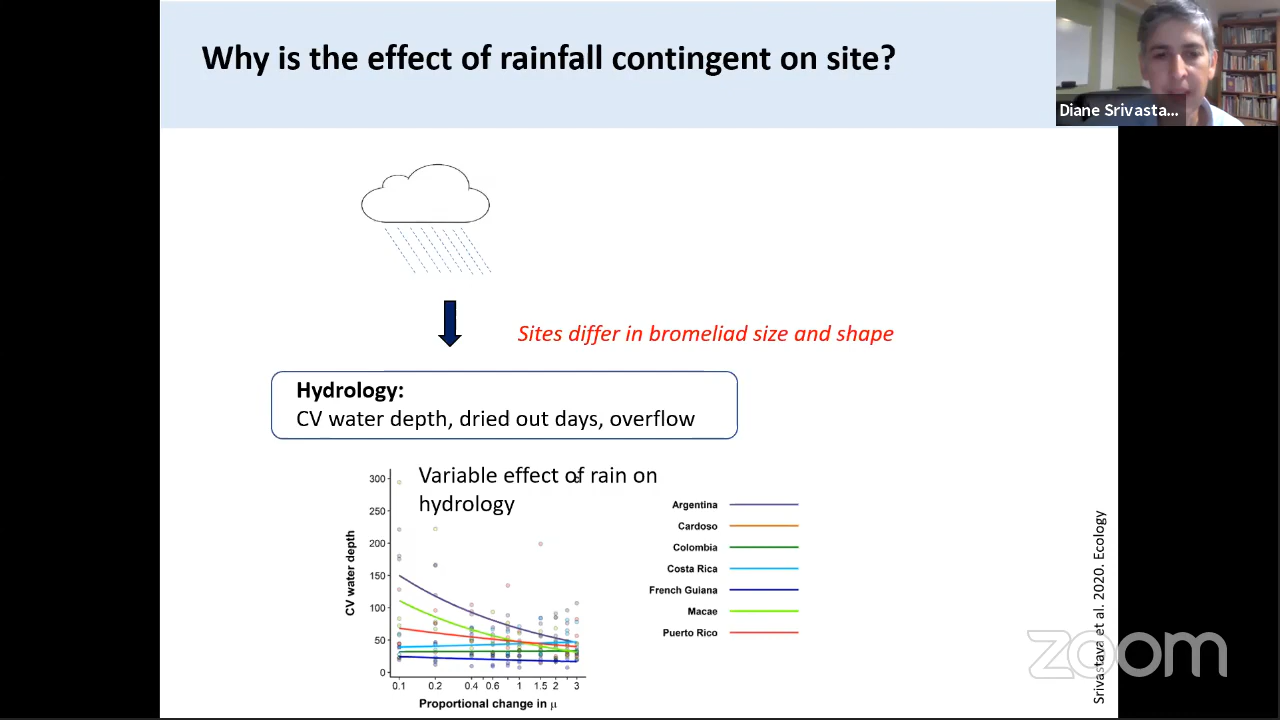 Why is the effect of rainfall contingent on site?
Diane Srivasta...
Sites differ in bromeliad size and shape
Hydrology:
CV water depth, dried out days, overflow
Variable effect of rain on
hydrology
300
250
200
150
100
50
0
CV water depth
0.1 0.2 0.4 0.6 1 1.5 2 3
Proportional change in μ
Argentina
Cardoso
Colombia
Costa Rica
French Guiana
Macae
Puerto Rico
Srivastava et al. 2020. Ecology
zoom